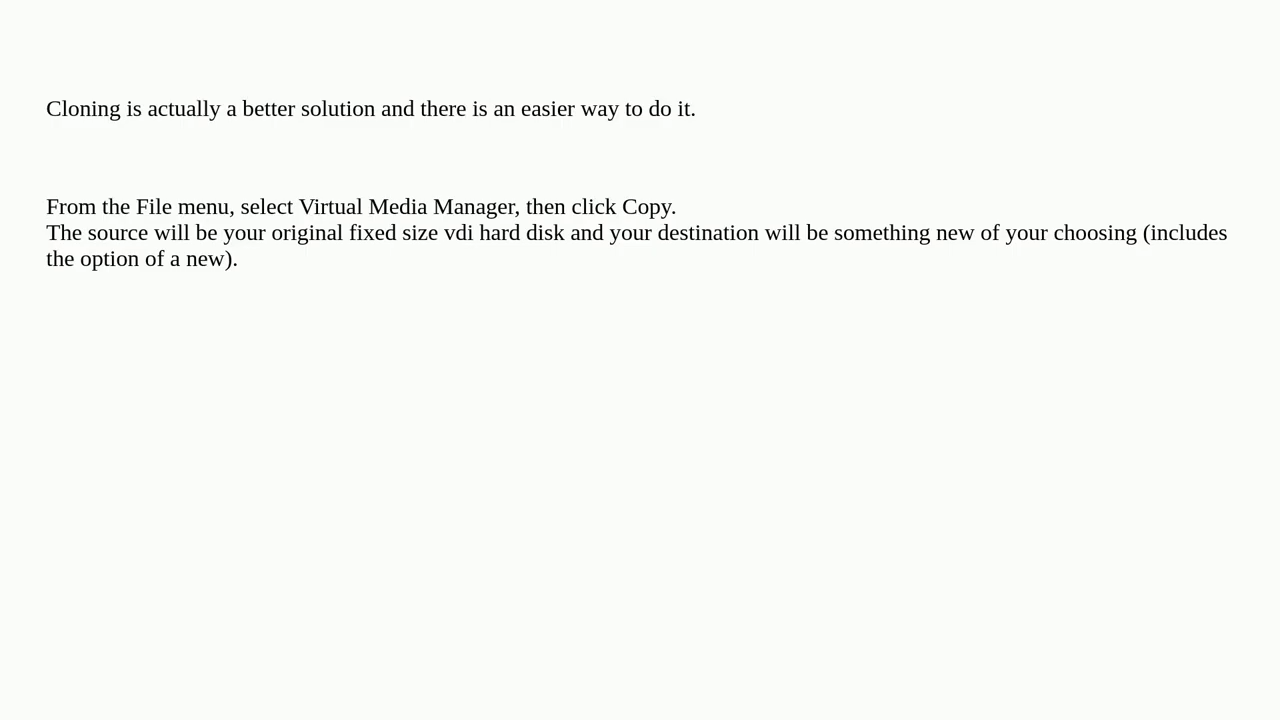 Cloning is actually a better solution and there is an easier way to do it.
From the File menu, select Virtual Media Manager, then click Copy.
The source will be your original fixed size vdi hard disk and your destination will be something new of your choosing (includes
the option of a new).